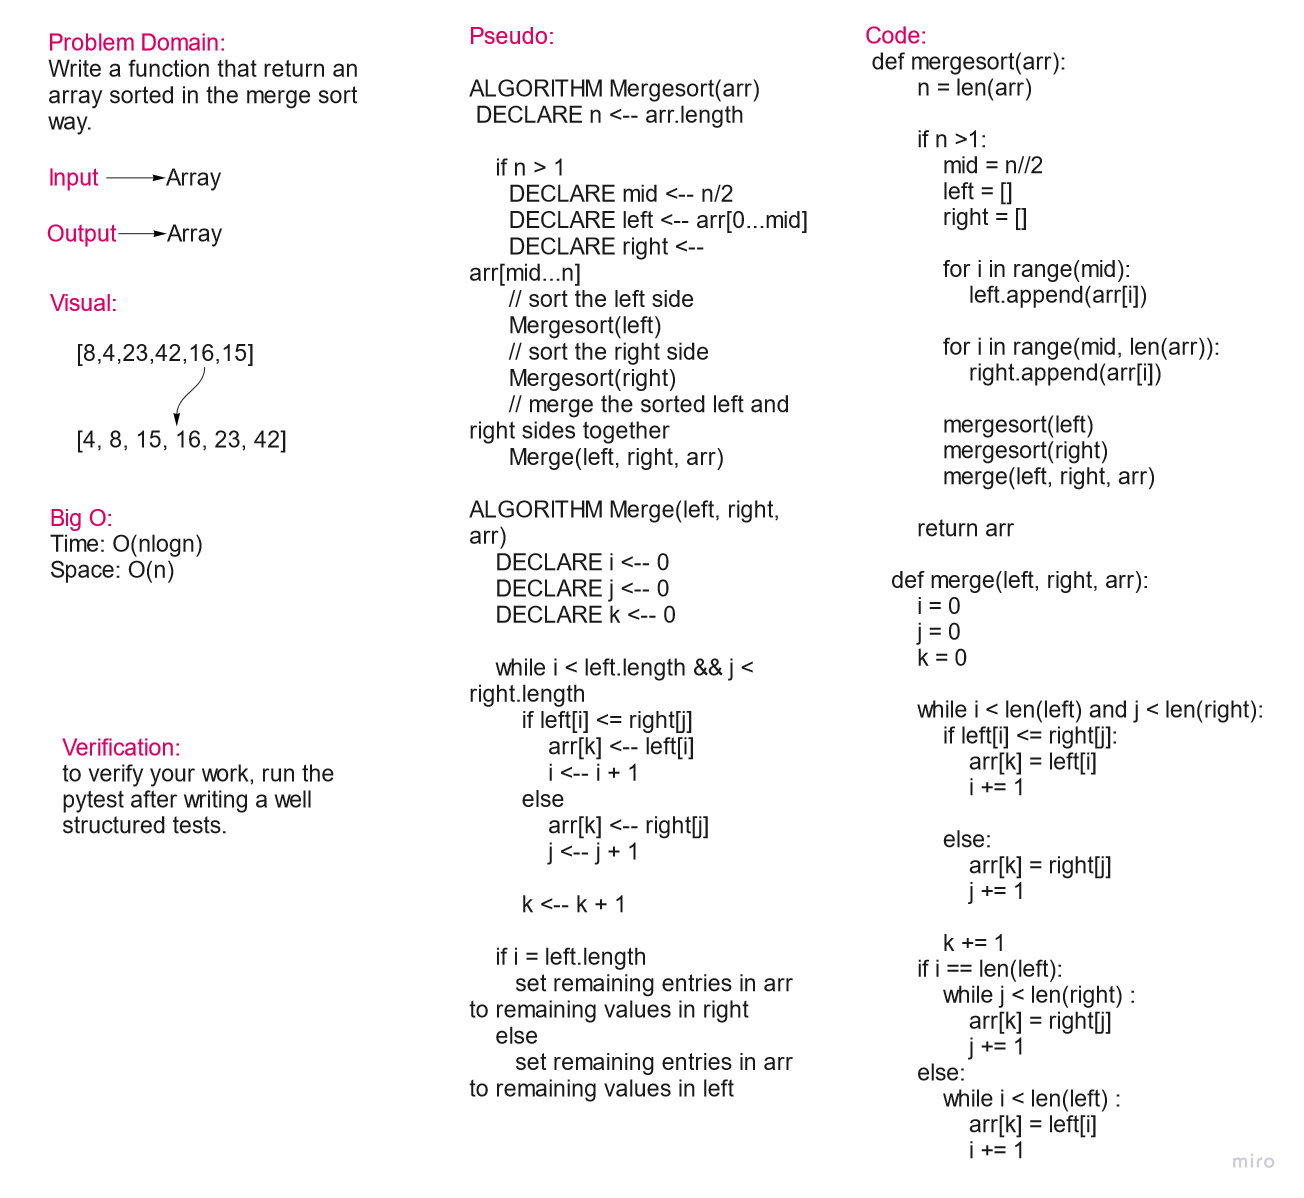 Problem Domain:
Write a function that return an
array sorted in the merge sort
way.
Input Array
Output Array
Visual:
[8,4,23,42,16,15]
[4, 8, 15, 16, 23, 42]
Big O:
Time: O(nlogn)
Space: O(n)
Verification:
to verify your work, run the
pytest after writing a well
structured tests.
Pseudo:
ALGORITHM Mergesort(arr)
DECLARE n <-- arr.length
if n > 1
DECLARE mid <-- n/2
DECLARE left <-- arr[0...mid]
DECLARE right <--
arr[mid...n]
// sort the left side
Mergesort(left)
// sort the right side
Mergesort(right)
// merge the sorted left and
right sides together
Merge(left, right, arr)
ALGORITHM Merge(left, right,
arr)
DECLARE i <-- 0
DECLARE j <-- 0
DECLARE k <-- 0
while i < left.length && j <
right.length
if left[i] <= right[j]
arr[k] <-- left[i]
i <-- i + 1
else
arr[k] <-- right[j]
j <-- j + 1
k <-- k + 1
if i = left.length
set remaining entries in arr
to remaining values in right
else
set remaining entries in arr
to remaining values in left
Code:
def mergesort(arr):
n = len(arr)
if n >1:
mid = n//2
left = []
right = []
for i in range(mid):
left.append(arr[i])
for i in range(mid, len(arr)):
right.append(arr[i])
mergesort(left)
mergesort(right)
merge(left, right, arr)
return arr
def merge(left, right, arr):
i = 0
j = 0
k = 0
while i < len(left) and j < len(right):
if left[i] <= right[j]:
arr[k] = left[i]
i += 1
else:
arr[k] = right[j]
j += 1
k += 1
if i == len(left):
while j < len(right) :
arr[k] = right[j]
j += 1
else:
while i < len(left) :
arr[k] = left[i]
i += 1
miro